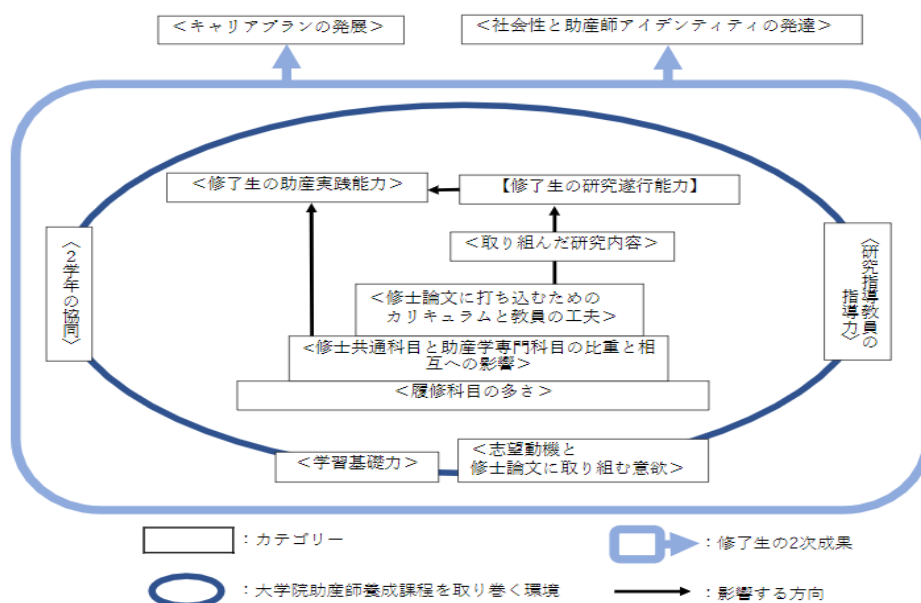 ＜キャリアプランの発展＞
＜社会性と助産師アイデンティティの発達＞
＜修了生の助産実践能力＞
【修了生の研究遂行能力】
＜取り組んだ研究内容＞
〈２学年の協同〉
〈研究指導教員の
指導力〉
＜修士論文に打ち込むための
カリキュラムと教員の工夫＞
＜修士共通科目と助産学専門科目の比重と相
互への影響＞
＜履修科目の多さ＞
＜学習基礎力＞
＜志望動機と
修士論文に取り組む意欲＞
：カテゴリー
：修了生の2次成果
：大学院助産師養成課程を取り巻く環境
：影響する方向